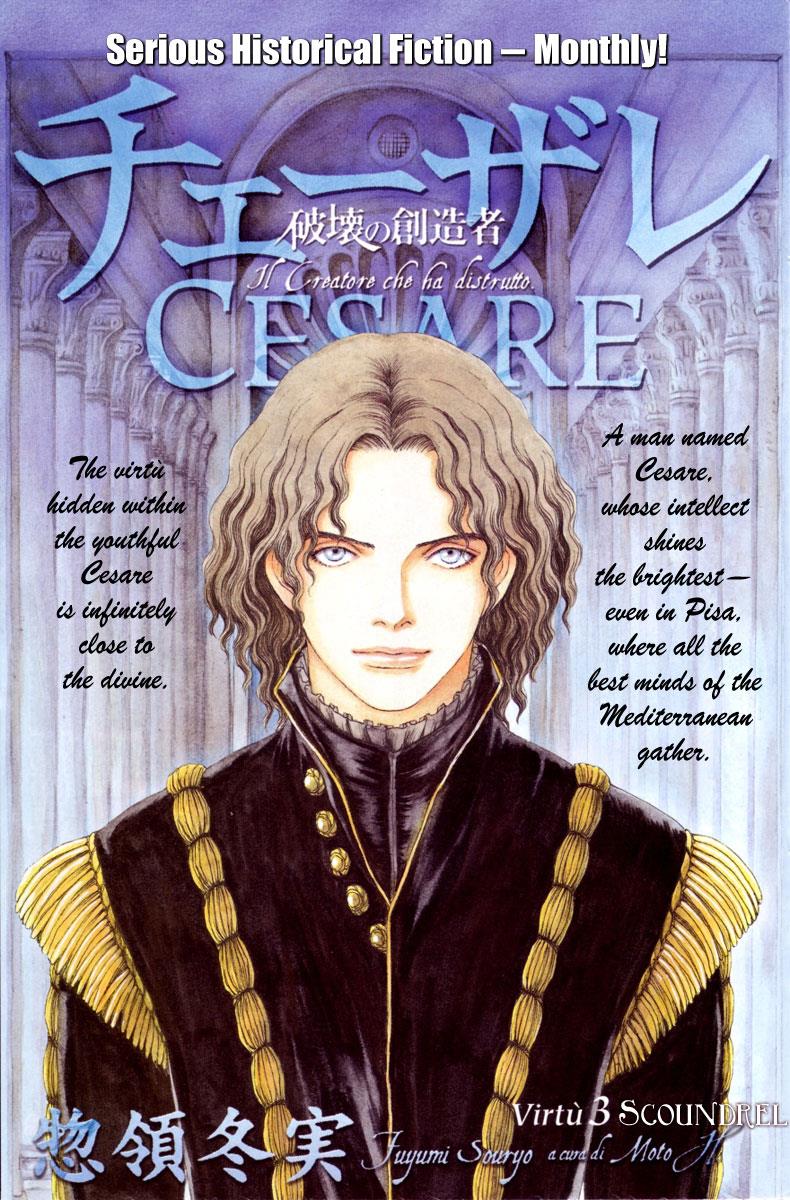 Serious Historical Fiction — Monthly!
チェーザレ
破壊の創造者
Il Creatore che ha distrutto.
CESARE
The virtù
hidden within
the youthful
Cesare
is infinitely
close to
the divine.
A man named
Cesare,
whose intellect
shines
the brightest—
even in Pisa,
where all the
best minds of the
Mediterranean
gather.
Virtù 3 SCOUNDREL
惣領冬実
Fuyumi Souryo a cura di Moto